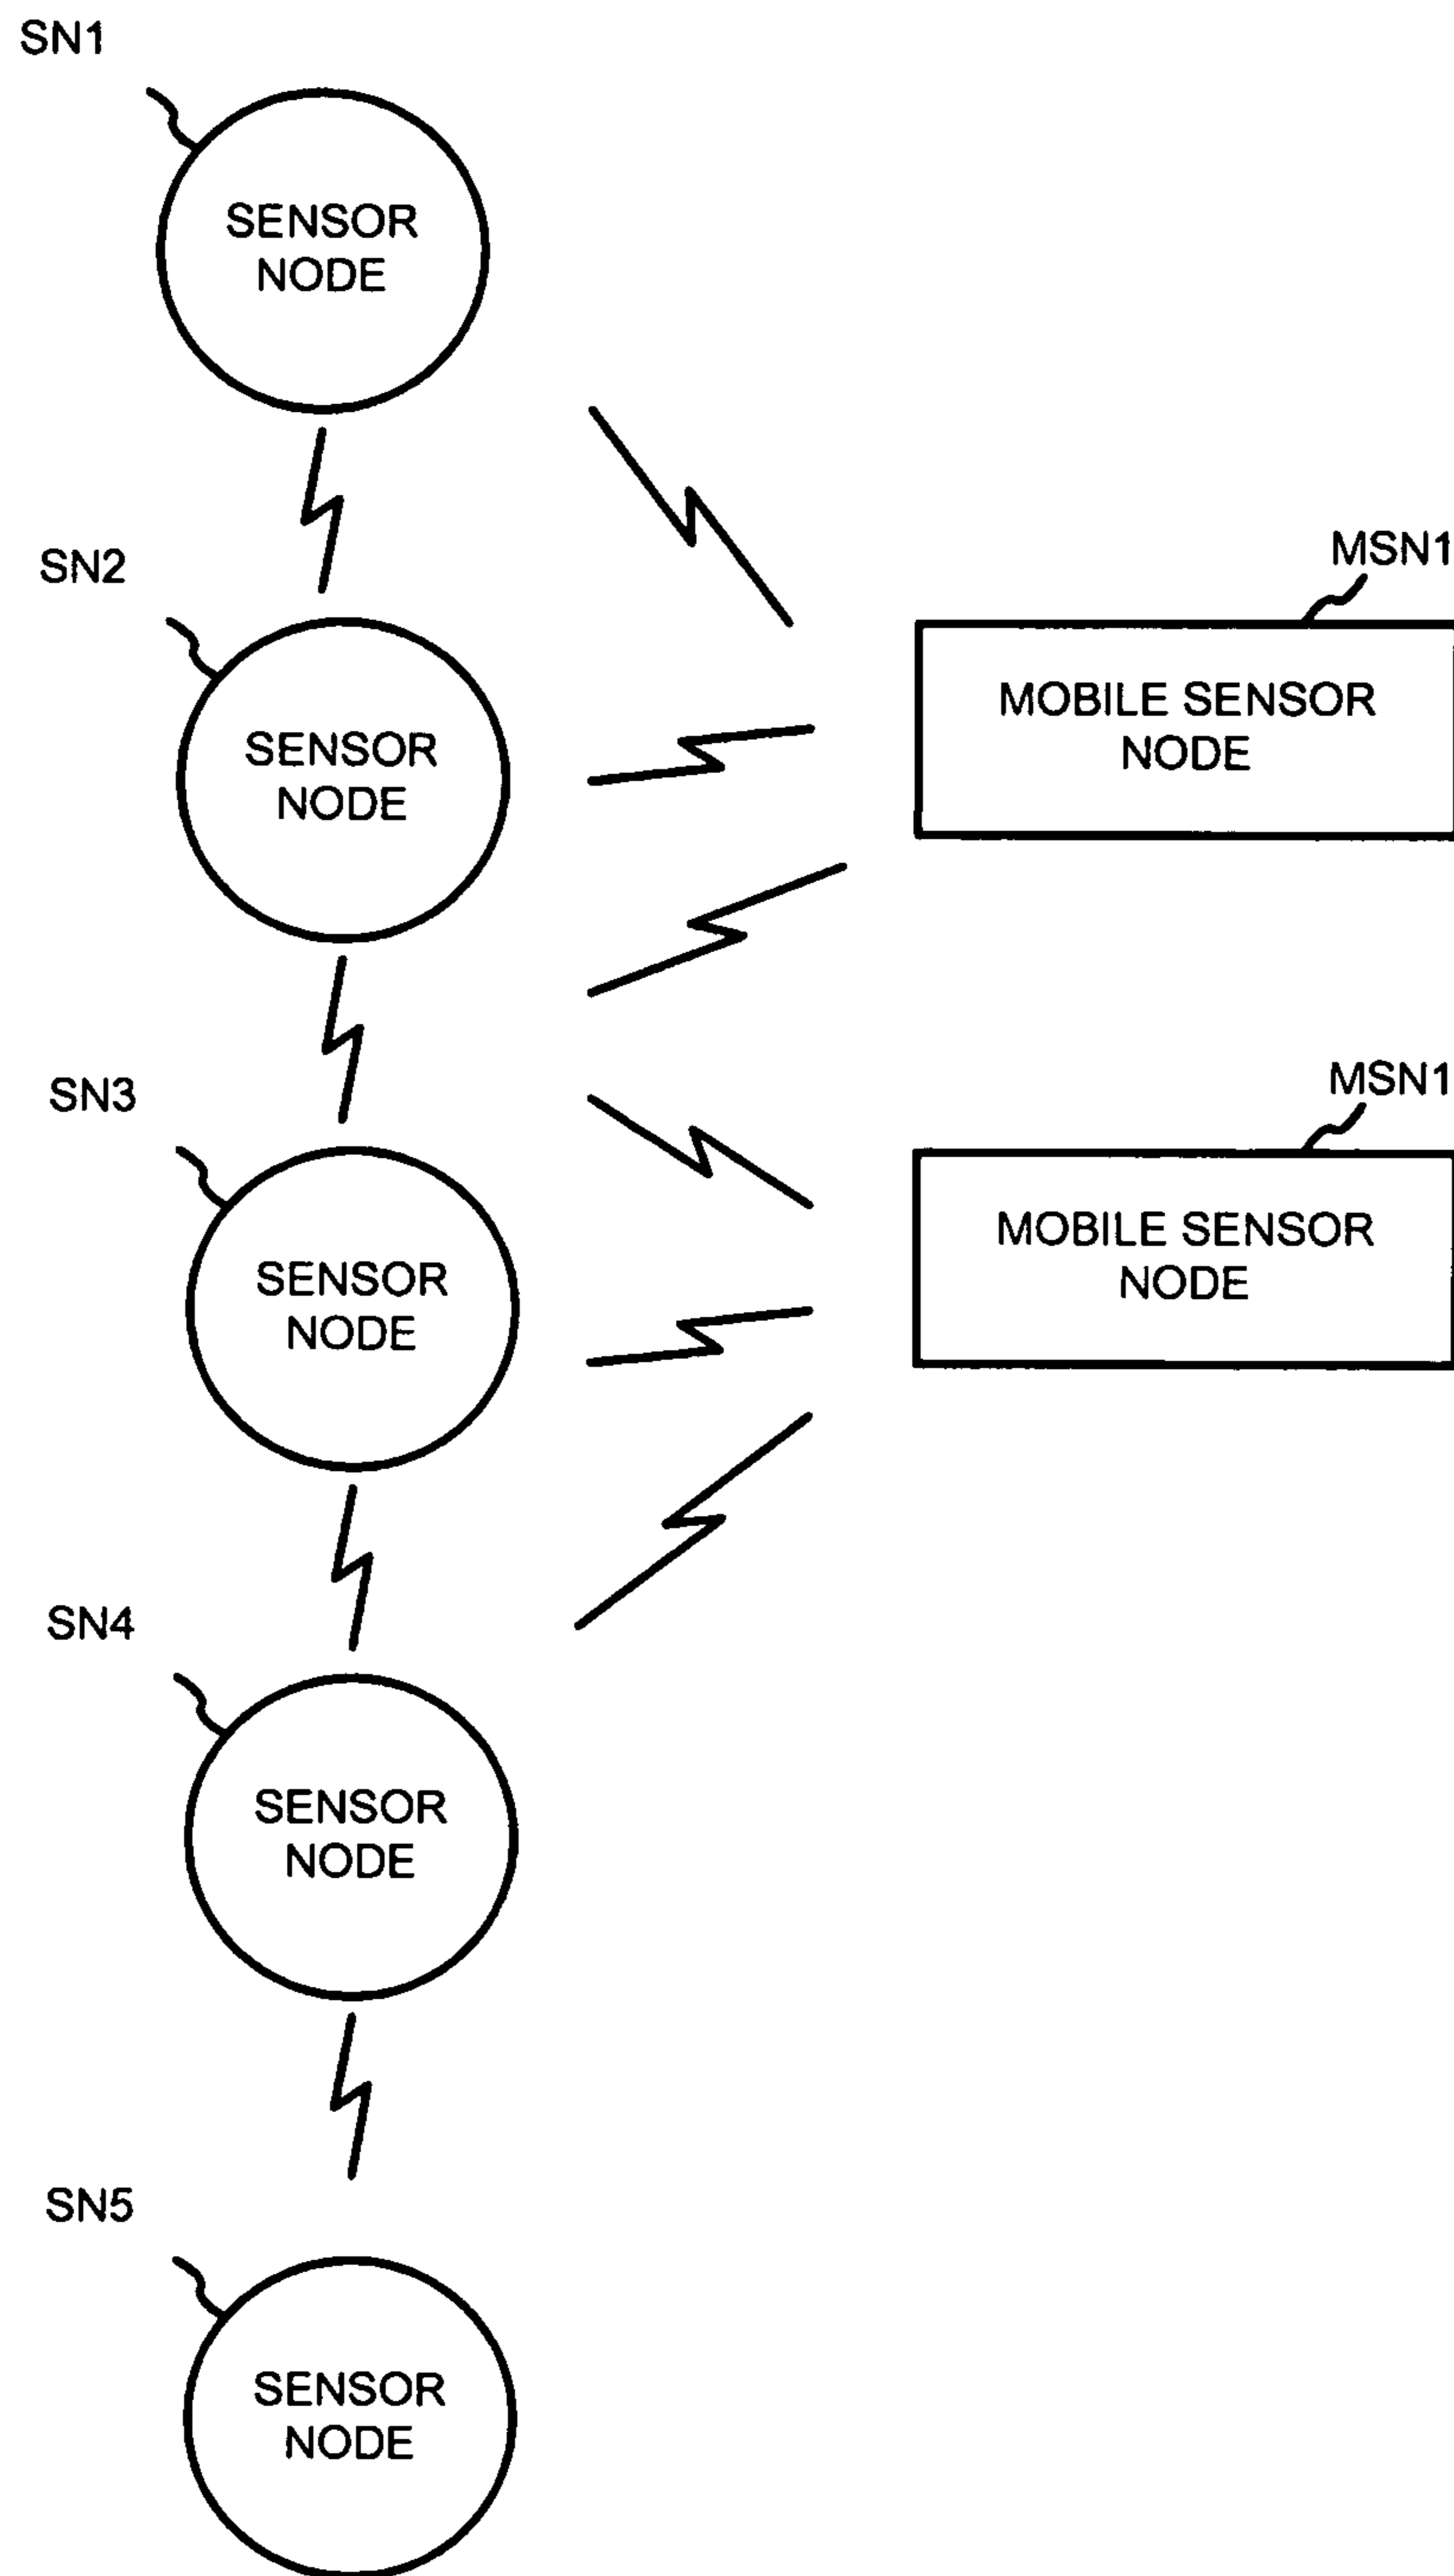 SN1
SENSOR
NODE
SN2
MSN1
SENSOR
NODE
MOBILE SENSOR
NODE
SN3
MSN1
SENSOR
NODE
MOBILE SENSOR
NODE
SN4
SENSOR
NODE
SN5
SENSOR
NODE